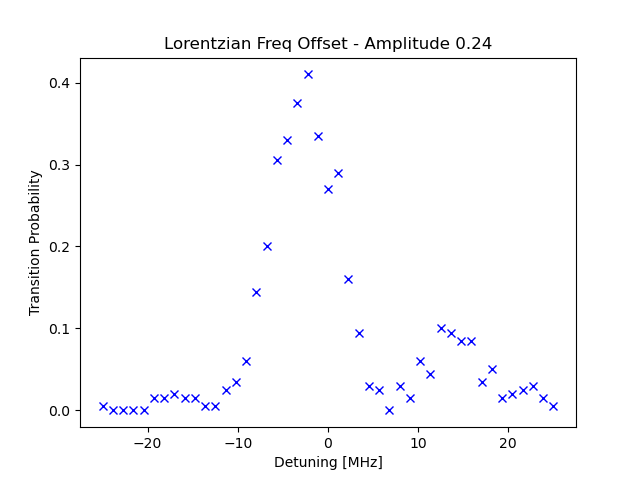 Lorentzian Freq Offset - Amplitude 0.24
Transition Probability
0.4
0.3
0.2
0.1
0.0
−20 −10 0 10 20
Detuning [MHz]